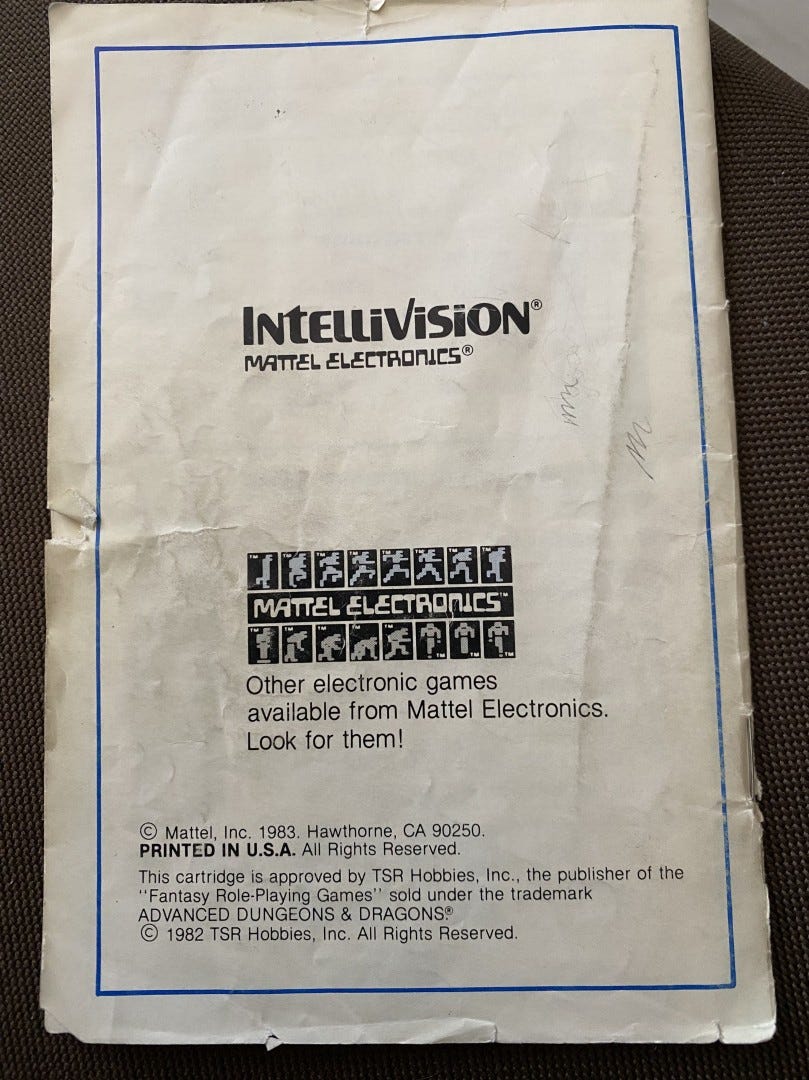 INTELLIVISION®
MATTEL ELECTRONICS®
MATTEL ELECTRONICS™
Other electronic games
available from Mattel Electronics.
Look for them!
© Mattel, Inc. 1983. Hawthorne, CA 90250.
PRINTED IN U.S.A. All Rights Reserved.
This cartridge is approved by TSR Hobbies, Inc., the publisher of the
"Fantasy Role-Playing Games" sold under the trademark
ADVANCED DUNGEONS & DRAGONS®
© 1982 TSR Hobbies, Inc. All Rights Reserved.